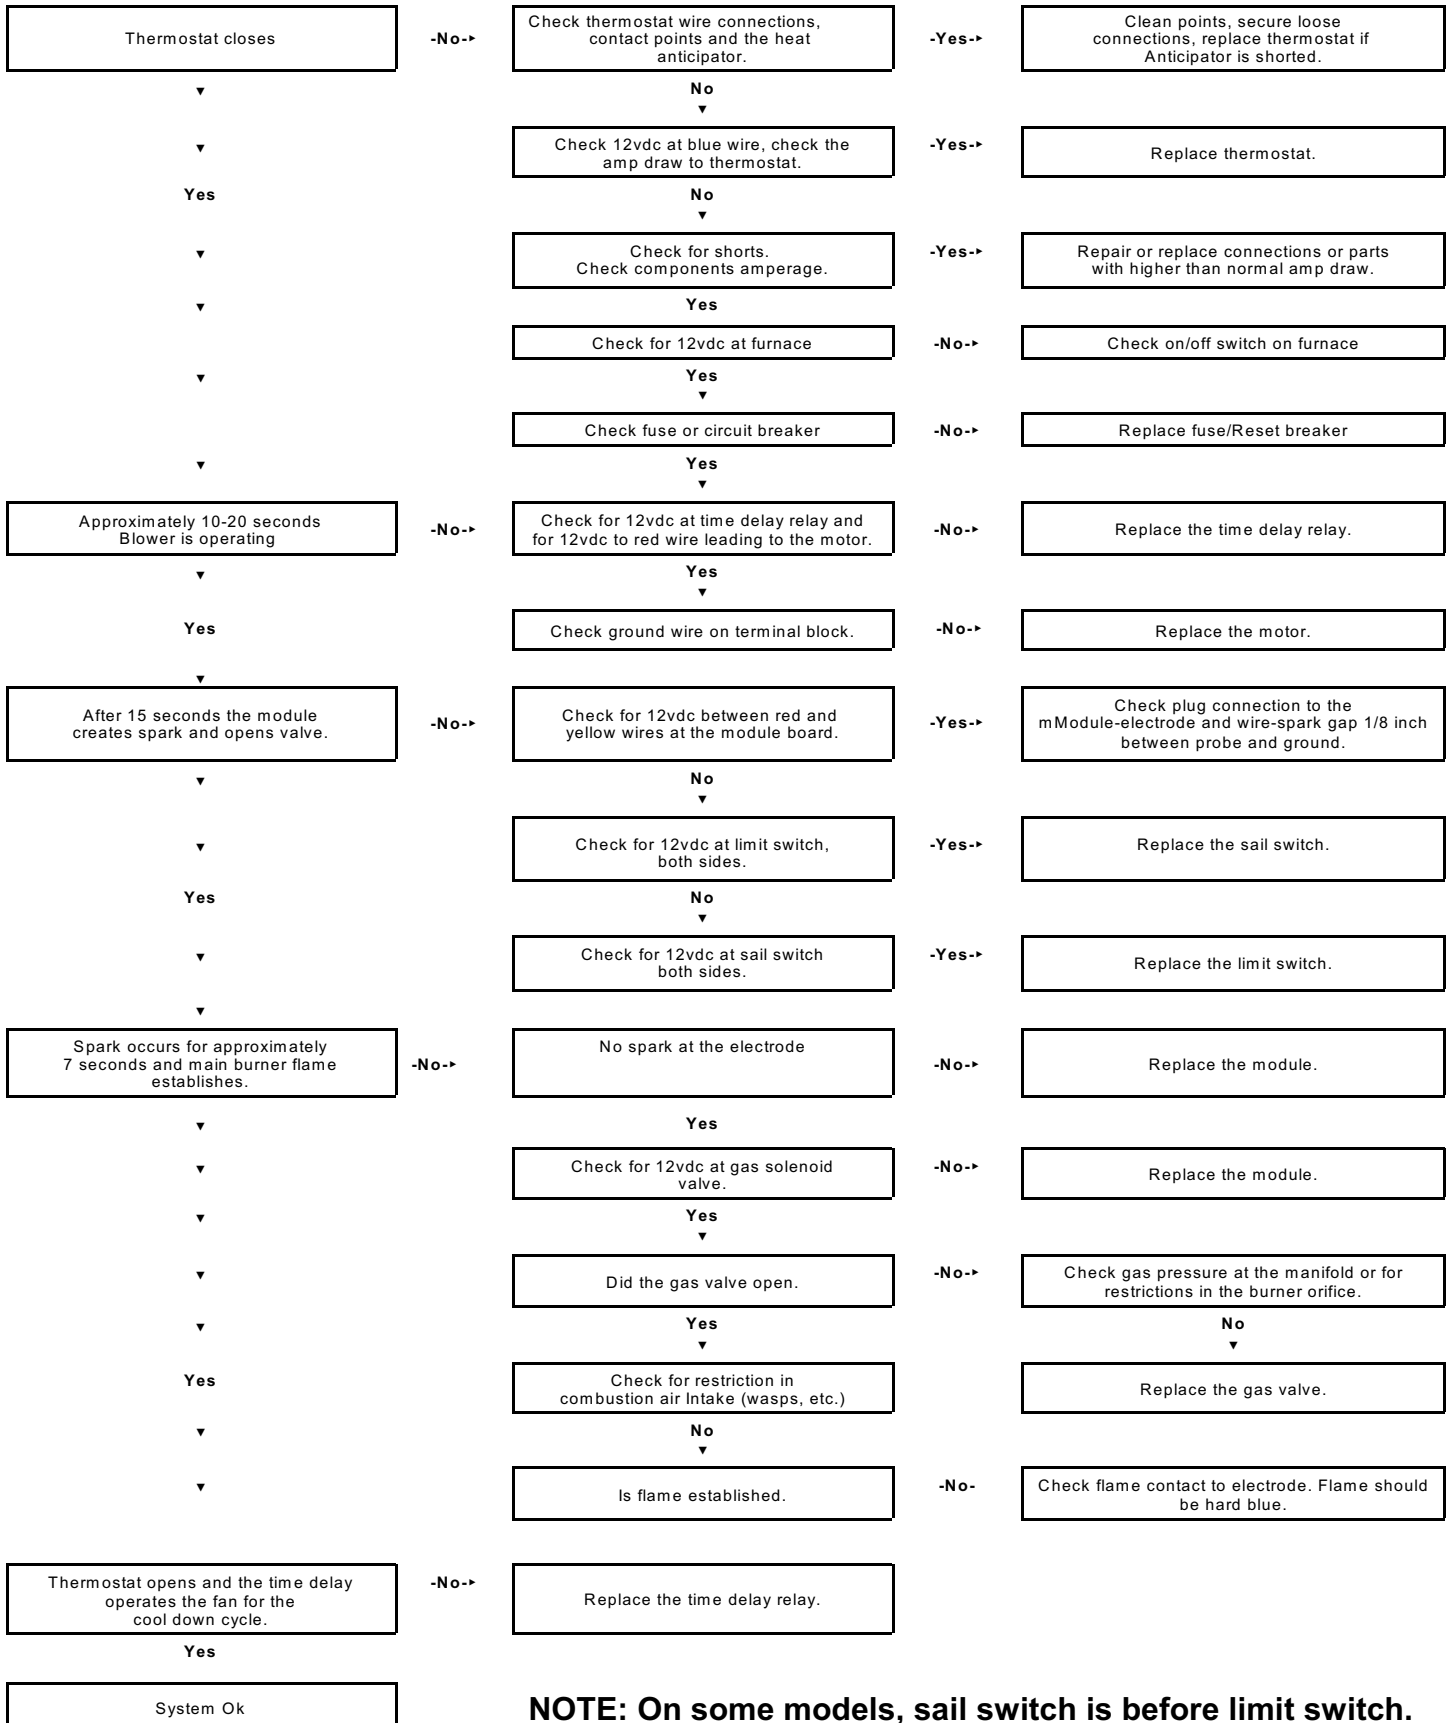 Thermostat closes
-No-►
Check thermostat wire connections,
contact points and the heat
anticipator.
-Yes-►
Clean points, secure loose
connections, replace thermostat if
Anticipator is shorted.
▼
No
▼
▼
Check 12vdc at blue wire, check the
amp draw to thermostat.
-Yes-►
Replace thermostat.
Yes
No
▼
▼
Check for shorts.
Check components amperage.
-Yes-►
Repair or replace connections or parts
with higher than normal amp draw.
▼
Yes
Check for 12vdc at furnace
-No-►
Check on/off switch on furnace
▼
Yes
▼
Check fuse or circuit breaker
-No-►
Replace fuse/Reset breaker
▼
Yes
▼
Approximately 10-20 seconds
Blower is operating
-No-►
Check for 12vdc at time delay relay and
for 12vdc to red wire leading to the motor.
-No-►
Replace the time delay relay.
▼
Yes
▼
Yes
Check ground wire on terminal block.
-No-►
Replace the motor.
▼
After 15 seconds the module
creates spark and opens valve.
-No-►
Check for 12vdc between red and
yellow wires at the module board.
-Yes-►
Check plug connection to the
mModule-electrode and wire-spark gap 1/8 inch
between probe and ground.
▼
No
▼
▼
Check for 12vdc at limit switch,
both sides.
-Yes-►
Replace the sail switch.
Yes
No
▼
▼
Check for 12vdc at sail switch
both sides.
-Yes-►
Replace the limit switch.
▼
Spark occurs for approximately
7 seconds and main burner flame
establishes.
-No-►
No spark at the electrode
-No-►
Replace the module.
▼
Yes
▼
Check for 12vdc at gas solenoid
valve.
-No-►
Replace the module.
▼
Yes
▼
▼
Did the gas valve open.
-No-►
Check gas pressure at the manifold or for
restrictions in the burner orifice.
▼
Yes
▼
No
▼
Yes
Check for restriction in
combustion air Intake (wasps, etc.)
Replace the gas valve.
▼
No
▼
▼
Is flame established.
-No-
Check flame contact to electrode. Flame should
be hard blue.
Thermostat opens and the time delay
operates the fan for the
cool down cycle.
-No-►
Replace the time delay relay.
Yes
System Ok
NOTE: On some models, sail switch is before limit switch.